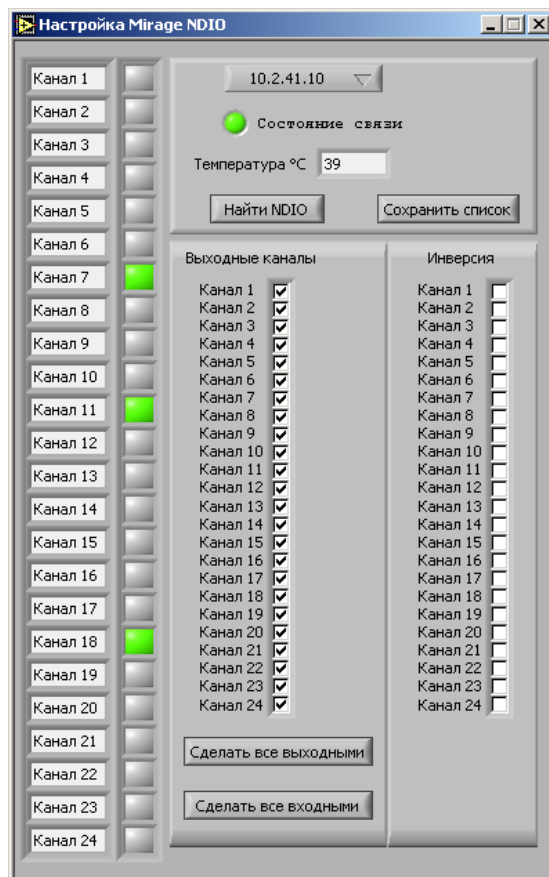 Настройка Mirage NDIO
Канал 1
Канал 2
Канал 3
Канал 4
Канал 5
Канал 6
Канал 7
Канал 8
Канал 9
Канал 10
Канал 11
Канал 12
Канал 13
Канал 14
Канал 15
Канал 16
Канал 17
Канал 18
Канал 19
Канал 20
Канал 21
Канал 22
Канал 23
Канал 24
10.2.41.10
Состояние связи
Температура °C 39
Найти NDIO Сохранить список
Выходные каналы
Канал 1
Канал 2
Канал 3
Канал 4
Канал 5
Канал 6
Канал 7
Канал 8
Канал 9
Канал 10
Канал 11
Канал 12
Канал 13
Канал 14
Канал 15
Канал 16
Канал 17
Канал 18
Канал 19
Канал 20
Канал 21
Канал 22
Канал 23
Канал 24
Сделать все выходными
Сделать все входными
Инверсия
Канал 1
Канал 2
Канал 3
Канал 4
Канал 5
Канал 6
Канал 7
Канал 8
Канал 9
Канал 10
Канал 11
Канал 12
Канал 13
Канал 14
Канал 15
Канал 16
Канал 17
Канал 18
Канал 19
Канал 20
Канал 21
Канал 22
Канал 23
Канал 24